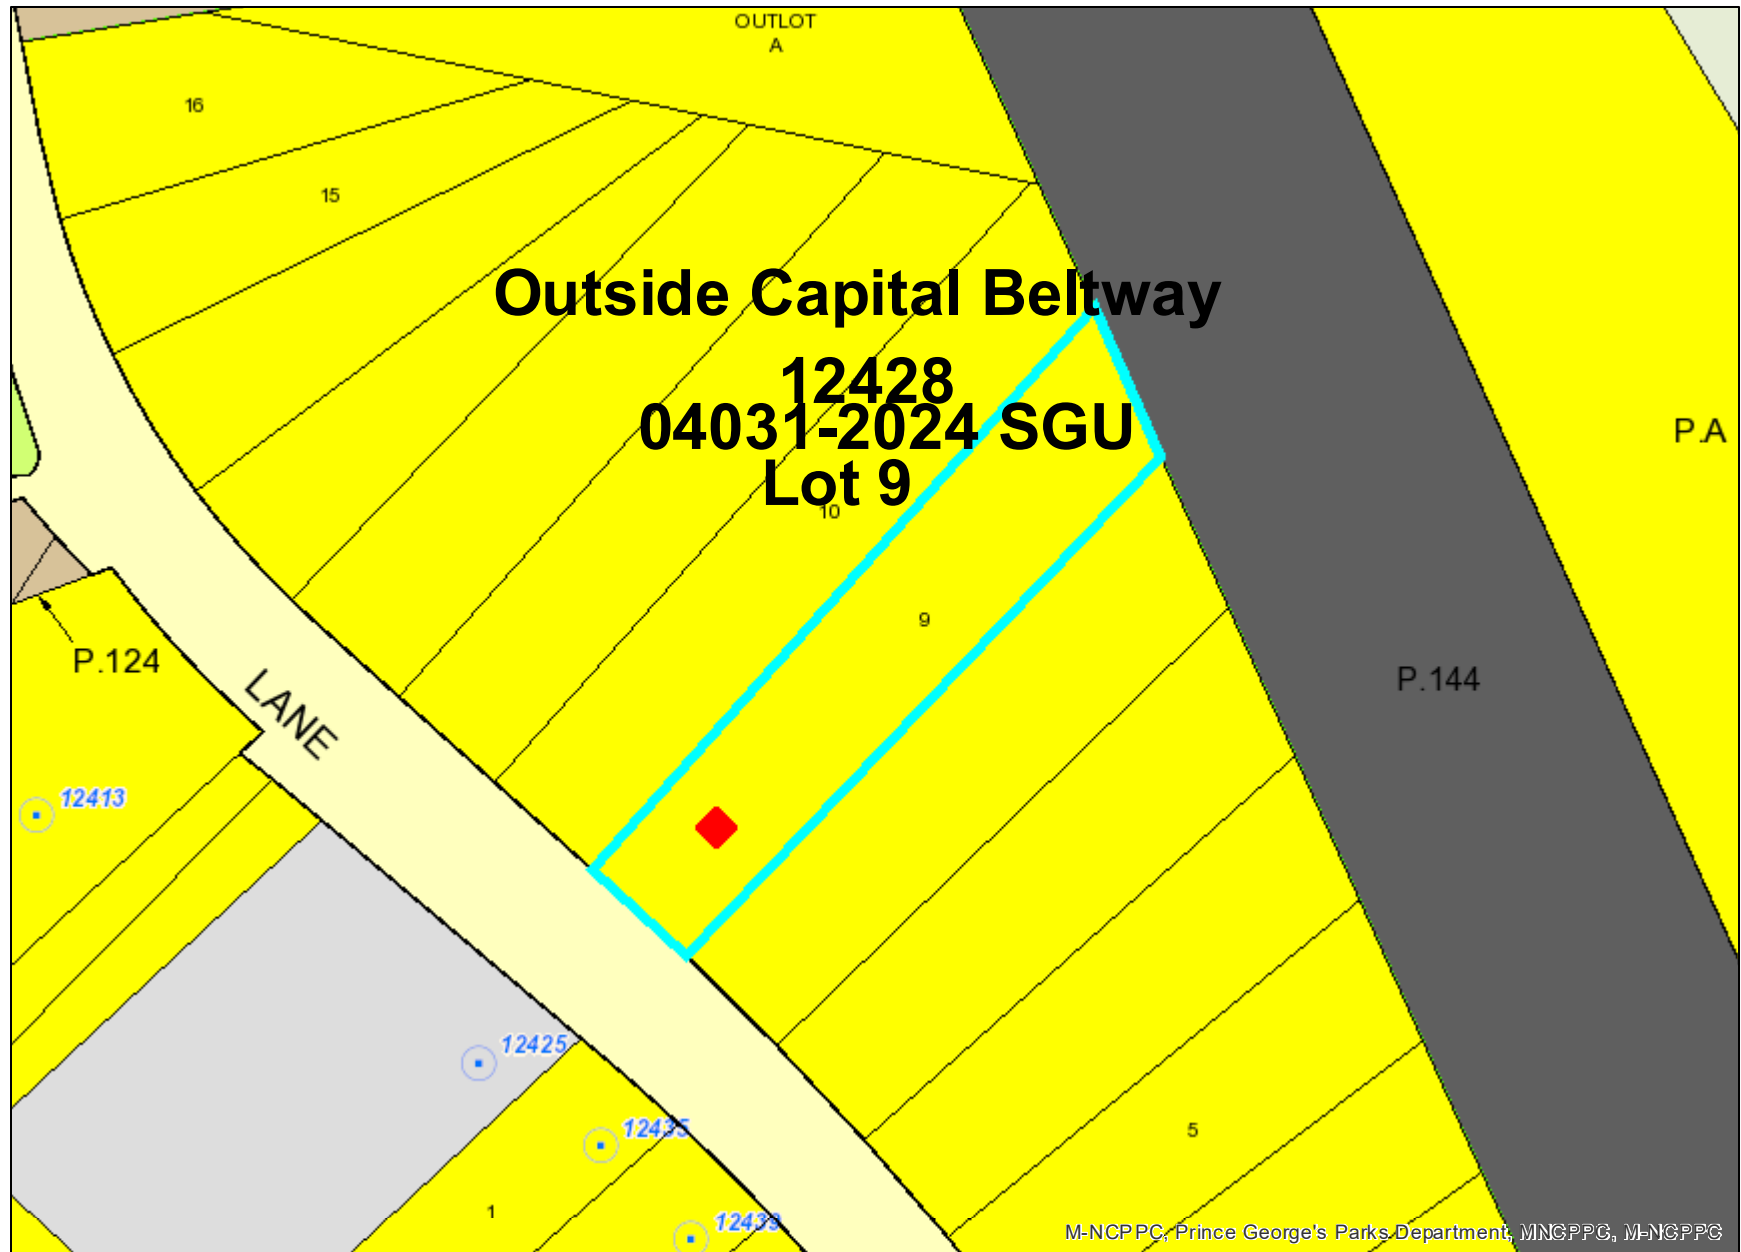 OUTLOT
A
16
15
Outside Capital Beltway
12428
04031-2024 SGU
Lot 9
10
P.A
9
P.124
P.144
LANE
12413
12425
12435
5
1
12439
M-NCPPC, Prince George's Parks Department, MNCPPC, M-NCPPC